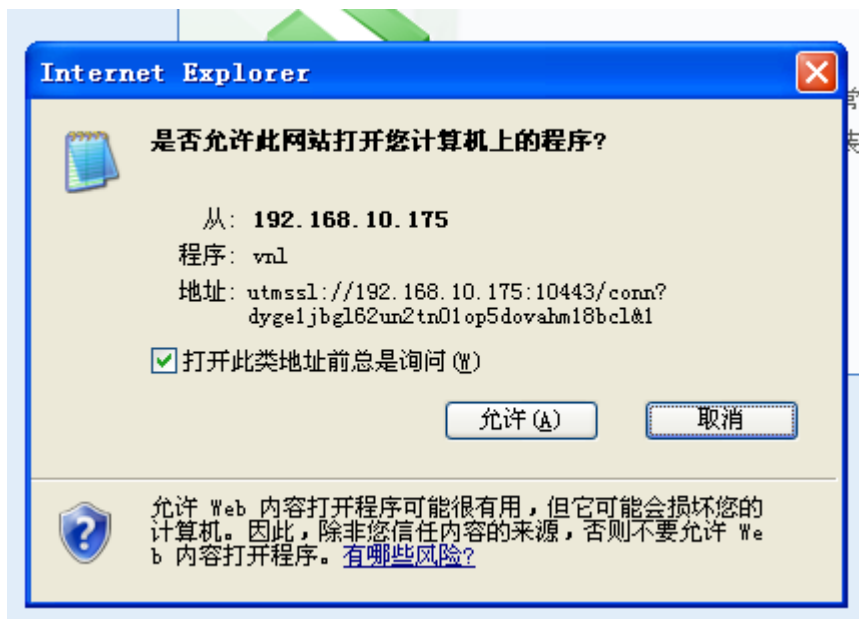 Internet Explorer
常
是否允许此网站打开您计算机上的程序?
从: 192.168.10.175
程序: vnl
地址: utmssl://192.168.10.175:10443/conn?
dyge1jbgl62un2tn01op5dovahm18bcl&1
打开此类地址前总是询问(W)
允许(A)
取消
允许 Web 内容打开程序可能很有用，但它可能会损坏您的
计算机。因此，除非您信任内容的来源，否则不要允许 We
b 内容打开程序。有哪些风险?